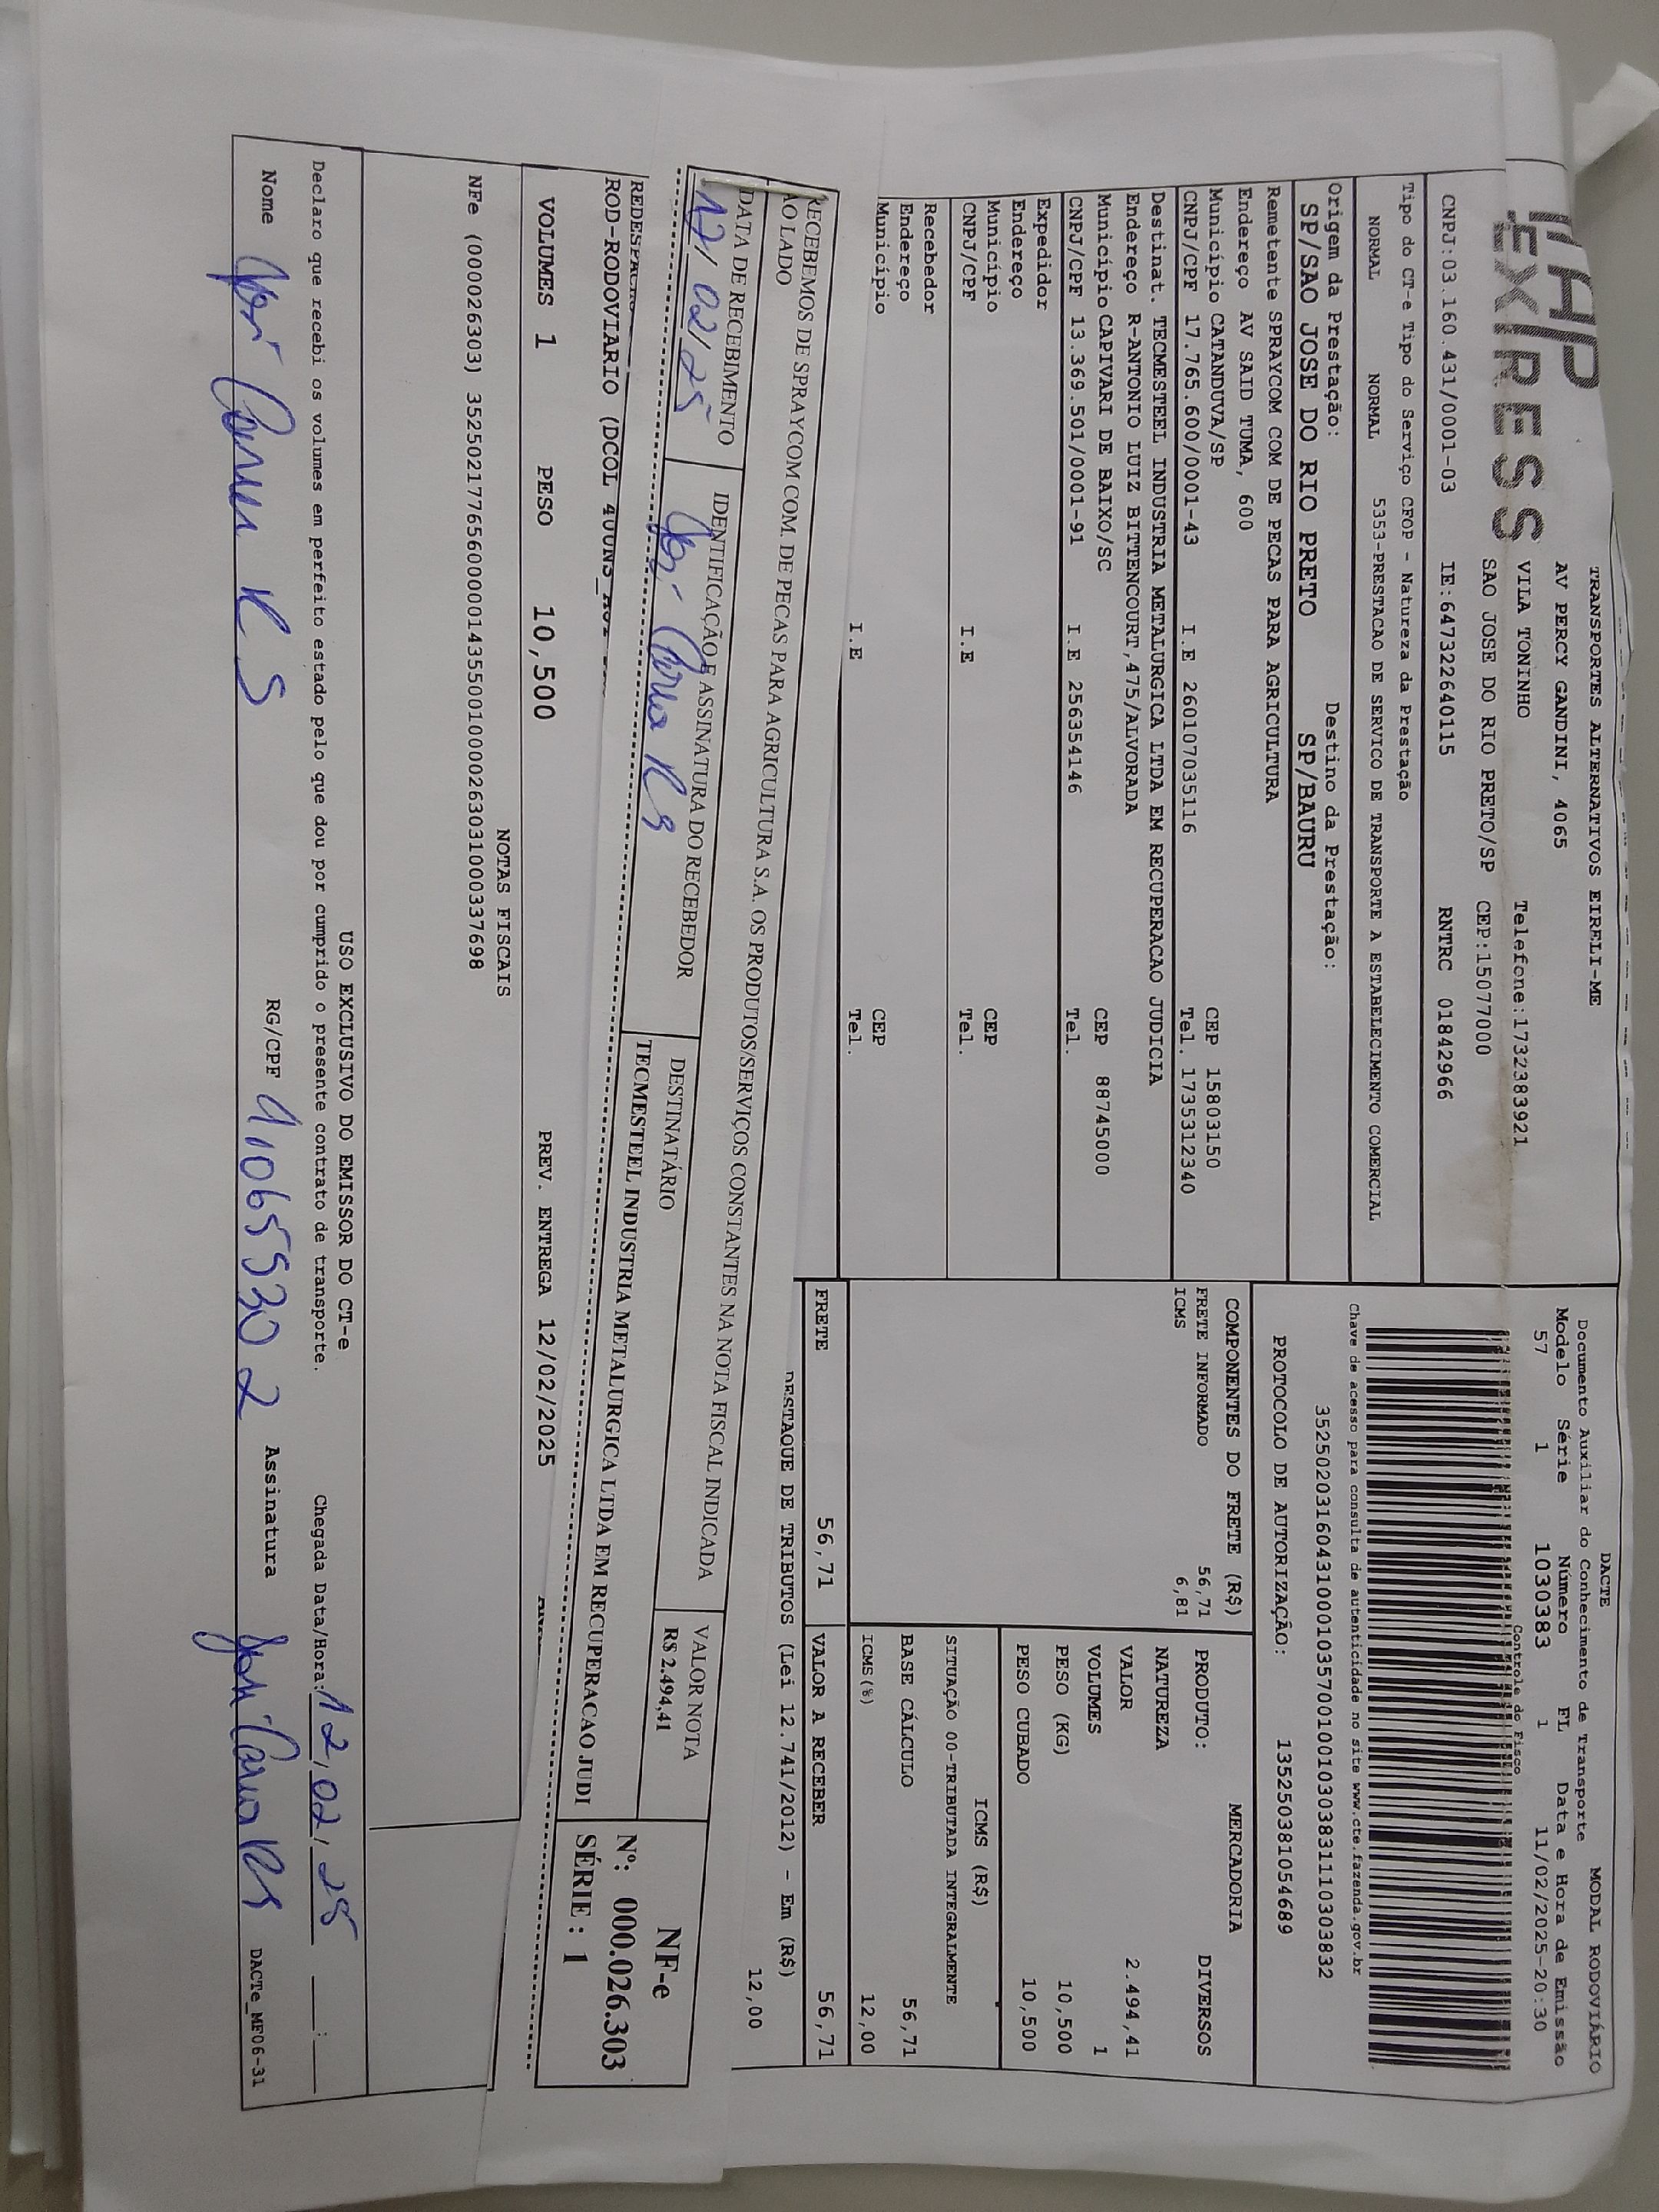 TAP
EXPRESS
TRANSPORTES ALTERNATIVOS EIRELI-ME
AV PERCY GANDINI, 4065
VILA TONINHO Telefone:1732383921
SAO JOSE DO RIO PRETO/SP CEP:15077000
CNPJ:03.160.431/0001-03 IE:647322640115 RNTRC 01842966
Tipo do CT-e Tipo do Serviço CFOP - Natureza da Prestação
NORMAL NORMAL 5353-PRESTACAO DE SERVICO DE TRANSPORTE A ESTABELECIMENTO COMERCIAL
Origem da Prestação: Destino da Prestação:
SP/SAO JOSE DO RIO PRETO SP/BAURU
Remetente SPRAYCOM COM DE PECAS PARA AGRICULTURA
Endereço AV SAID TUMA, 600
Município CATANDUVA/SP CEP 15803150
CNPJ/CPF 17.765.600/0001-43 I.E 260107035116 Tel. 1735312340
Destinat. TECMESTEEL INDUSTRIA METALURGICA LTDA EM RECUPERACAO JUDICIA
Endereço R-ANTONIO LUIZ BITTENCOURT,475/ALVORADA
Município CAPIVARI DE BAIXO/SC CEP 88745000
CNPJ/CPF 13.369.501/0001-91 I.E 256354146 Tel.
Expedidor
Endereço
Município CEP
CNPJ/CPF I.E Tel.
Recebedor
Endereço
Município CEP
I.E Tel.
DACTE MODAL RODOVIÁRIO
Documento Auxiliar do Conhecimento de Transporte
Modelo Série Número FL Data e Hora de Emissão
57 1 1030383 1 11/02/2025-20:30
Controle do Fisco
Chave de acesso para consulta de autenticidade no site www.cte.fazenda.gov.br
35250203160431000103570010010303831110303832
PROTOCOLO DE AUTORIZAÇÃO: 135250381054689
COMPONENTES DO FRETE (R$)
FRETE INFORMADO 56,71
ICMS 6,81
MERCADORIA
PRODUTO: DIVERSOS
NATUREZA
VALOR 2.494,41
VOLUMES 1
PESO (KG) 10,500
PESO CUBADO 10,500
ICMS (R$)
SITUAÇÃO 00-TRIBUTADA INTEGRALMENTE
BASE CÁLCULO 56,71
ICMS(%) 12,00
FRETE 56,71 VALOR A RECEBER 56,71
DESTAQUE DE TRIBUTOS (Lei 12.741/2012) - Em (R$)
12,00
RECEBEMOS DE SPRAYCOM COM. DE PECAS PARA AGRICULTURA S.A. OS PRODUTOS/SERVIÇOS CONSTANTES NA NOTA FISCAL INDICADA
AO LADO
DATA DE RECEBIMENTO IDENTIFICAÇÃO E ASSINATURA DO RECEBEDOR DESTINATÁRIO VALOR NOTA
12/02/25 R$ 2.494,41
TECMESTEEL INDUSTRIA METALURGICA LTDA EM RECUPERACAO JUDI
NF-e
Nº: 000.026.303
SÉRIE : 1
ROD-RODOVIARIO (DCOL
VOLUMES 1 PESO 10,500 PREV. ENTREGA 12/02/2025
NOTAS FISCAIS
NFe (000026303) 35250217765600000143550010000263031000337698
USO EXCLUSIVO DO EMISSOR DO CT-e
Declaro que recebi os volumes em perfeito estado pelo que dou por cumprido o presente contrato de transporte. Chegada Data/Hora: 12,02,25 __:__
Nome RG/CPF 410655302 Assinatura DACTe_MF06-31